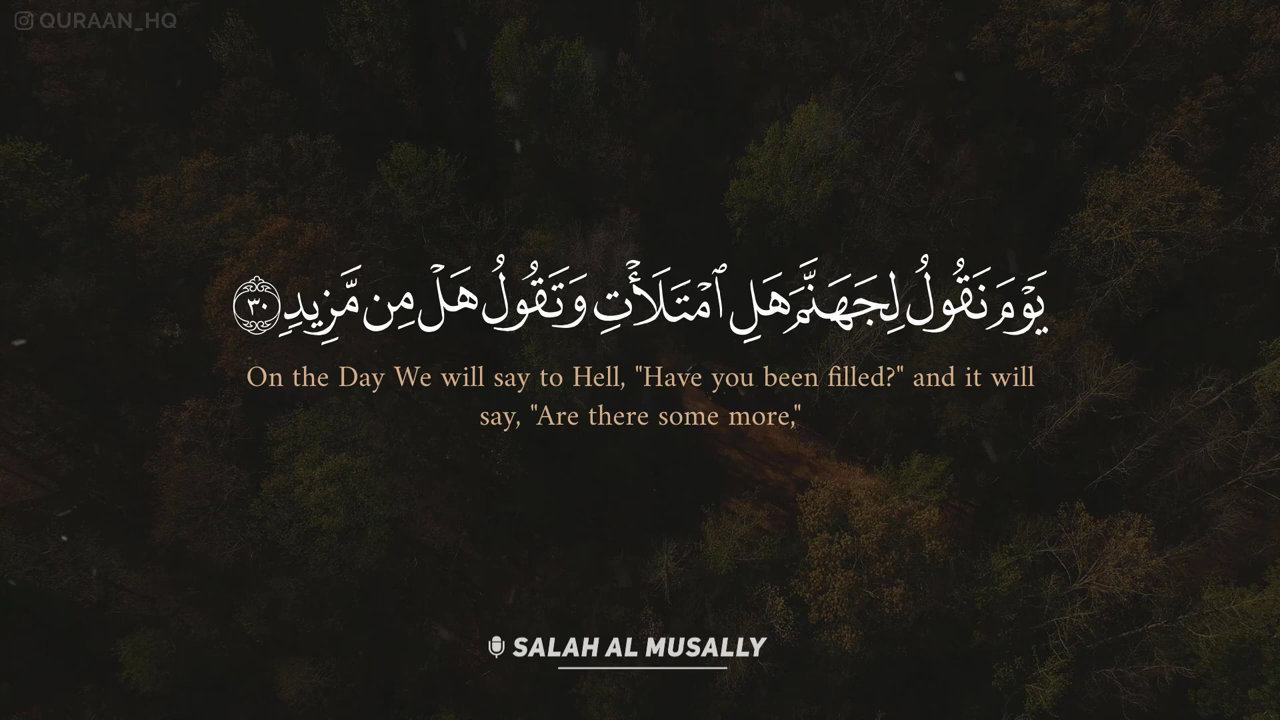 QURAAN_HQ
يَوْمَ نَقُولُ لِجَهَنَّمَ هَلِ ٱمْتَلَأْتِ وَتَقُولُ هَلْ مِن مَّزِيدٍ ٣٠
On the Day We will say to Hell, "Have you been filled?" and it will
say, "Are there some more,"
SALAH AL MUSALLY